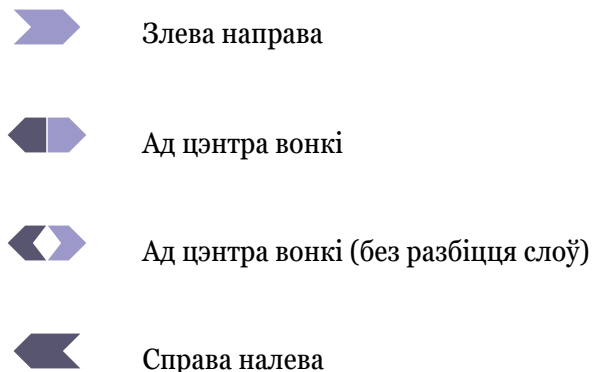 Злева направа
Ад цэнтра вонкі
Ад цэнтра вонкі (без разбіцця слоў)
Справа налева